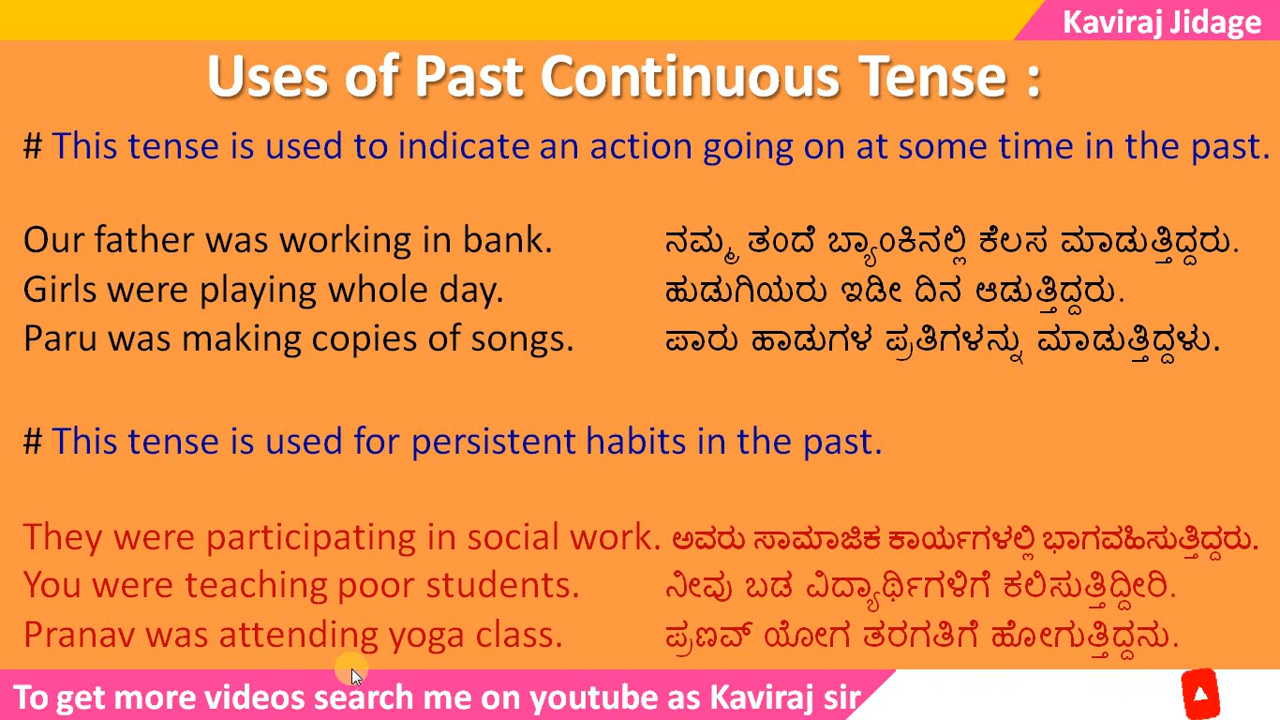 Kaviraj Jidage
Uses of Past Continuous Tense :
# This tense is used to indicate an action going on at some time in the past.
Our father was working in bank. ನಮ್ಮ ತಂದೆ ಬ್ಯಾಂಕಿನಲ್ಲಿ ಕೆಲಸ ಮಾಡುತ್ತಿದ್ದರು.
Girls were playing whole day. ಹುಡುಗಿಯರು ಇಡೀ ದಿನ ಆಡುತ್ತಿದ್ದರು.
Paru was making copies of songs. ಪಾರು ಹಾಡುಗಳ ಪ್ರತಿಗಳನ್ನು ಮಾಡುತ್ತಿದ್ದಳು.
# This tense is used for persistent habits in the past.
They were participating in social work. ಅವರು ಸಾಮಾಜಿಕ ಕಾರ್ಯಗಳಲ್ಲಿ ಭಾಗವಹಿಸುತ್ತಿದ್ದರು.
You were teaching poor students. ನೀವು ಬಡ ವಿದ್ಯಾರ್ಥಿಗಳಿಗೆ ಕಲಿಸುತ್ತಿದ್ದೀರಿ.
Pranav was attending yoga class. ಪ್ರಣವ್ ಯೋಗ ತರಗತಿಗೆ ಹೋಗುತ್ತಿದ್ದನು.
To get more videos search me on youtube as Kaviraj sir